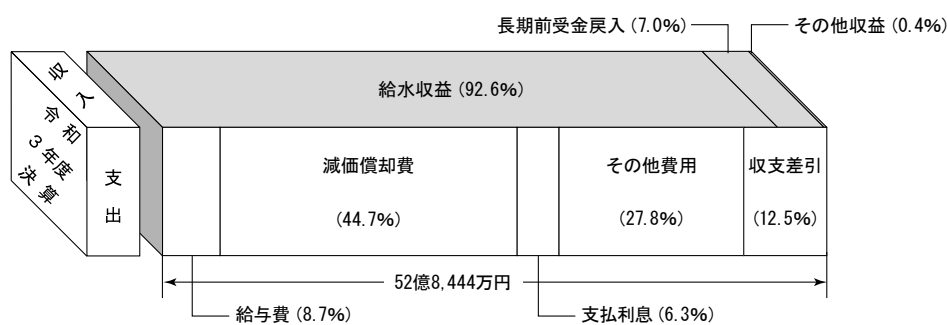 長期前受金戻入（7.0%）
その他収益（0.4%）
収入
給水収益（92.6%）
令和
3年度
決算
支出
減価償却費
（44.7%）
その他費用
（27.8%）
収支差引
（12.5%）
52億8,444万円
給与費（8.7%）
支払利息（6.3%）